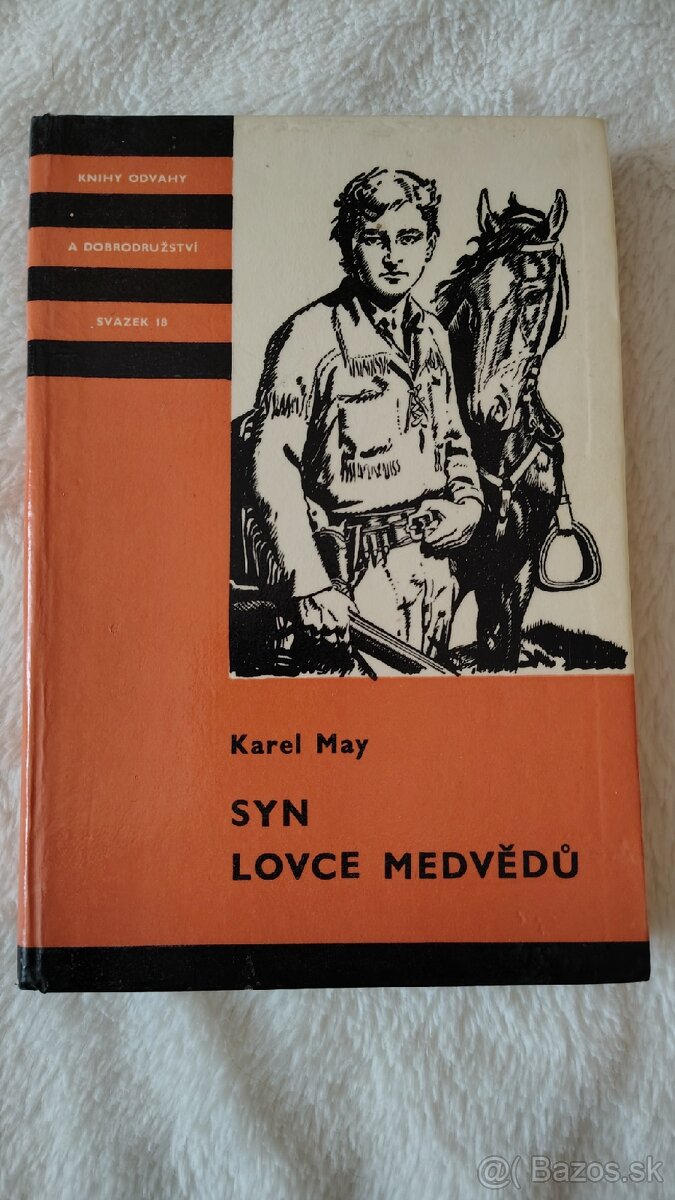 KNIHY ODVAHY
A DOBRODRUŽSTVÍ
SVAZEK 18
Karel May
SYN
LOVCE MEDVĚDŮ
@( Bazos.sk